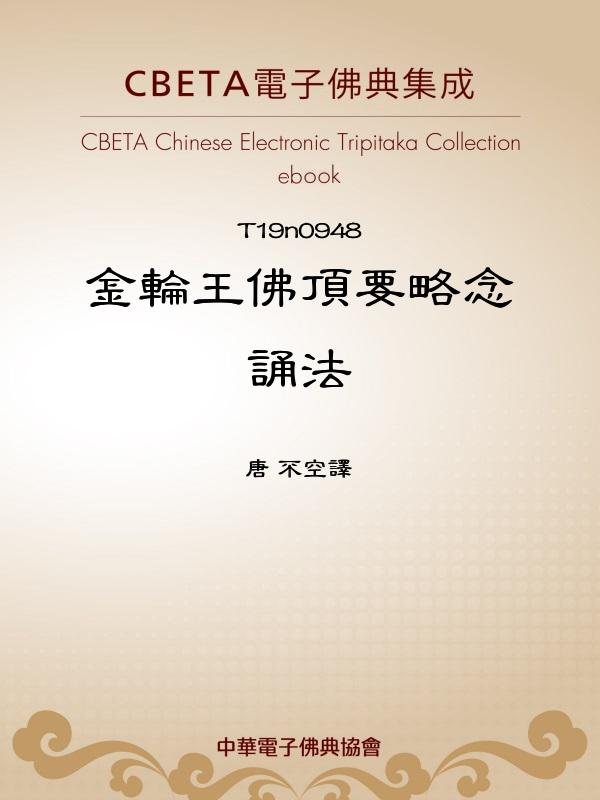 CBETA電子佛典集成
CBETA Chinese Electronic Tripitaka Collection
ebook
T19n0948
金輪王佛頂要略念
誦法
唐 不空譯
中華電子佛典協會